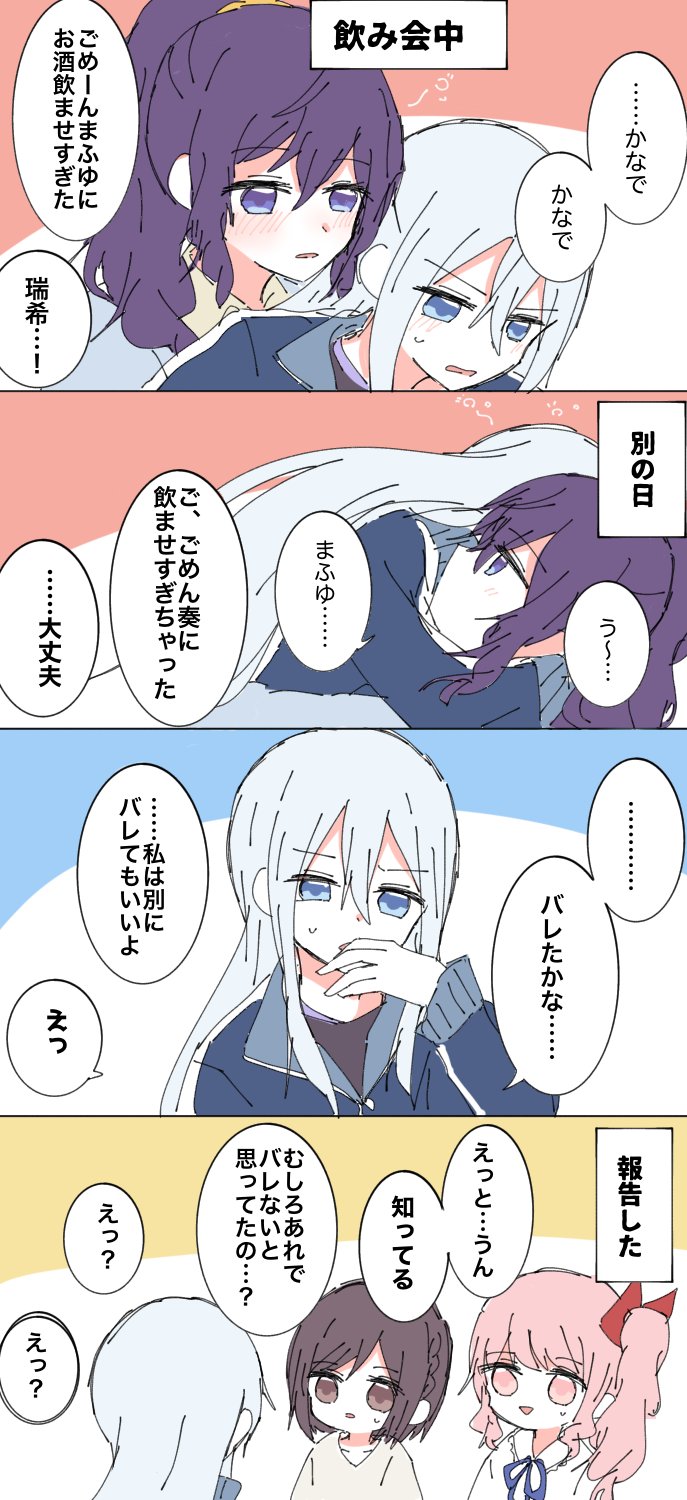 飲み会中
……かなで
かなで
ごめーんまふゆに
お酒飲ませすぎた
瑞希…！
別の日
う〜…
まふゆ……
ご、ごめん奏に
飲ませすぎちゃった
……大丈夫
…………
バレたかな……
……私は別に
バレてもいいよ
えっ
報告した
えっと…うん
知ってる
むしろあれで
バレないと
思ってたの…？
えっ？
えっ？